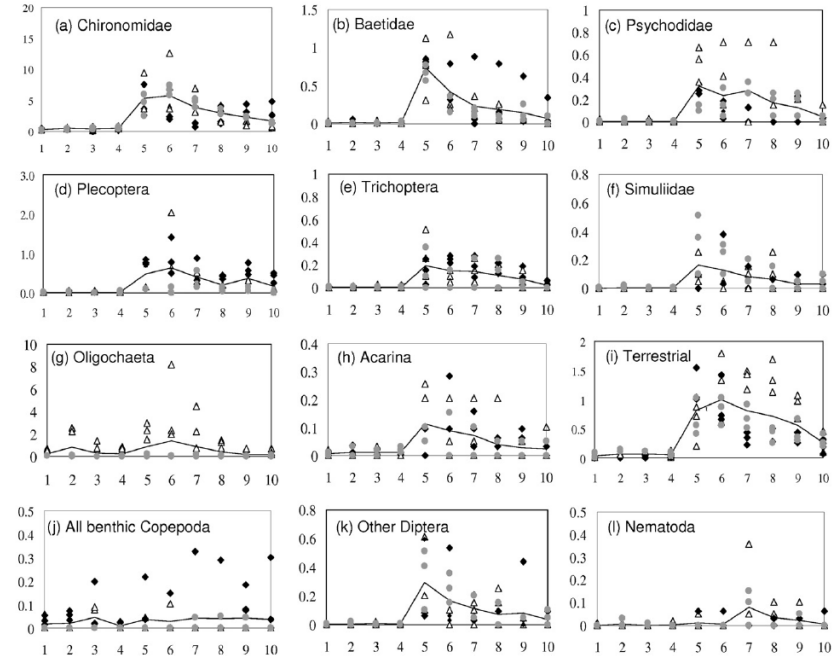 (a) Chironomidae
20
15
10
5
0
1 2 3 4 5 6 7 8 9 10
(b) Baetidae
1.5
1
0.5
0
1 2 3 4 5 6 7 8 9 10
(c) Psychodidae
1
0.8
0.6
0.4
0.2
0
1 2 3 4 5 6 7 8 9 10
(d) Plecoptera
3.0
2.0
1.0
0.0
1 2 3 4 5 6 7 8 9 10
(e) Trichoptera
1
0.8
0.6
0.4
0.2
0
1 2 3 4 5 6 7 8 9 10
(f) Simuliidae
0.8
0.6
0.4
0.2
0
1 2 3 4 5 6 7 8 9 10
(g) Oligochaeta
10
8
6
4
2
0
1 2 3 4 5 6 7 8 9 10
(h) Acarina
0.4
0.3
0.2
0.1
0
1 2 3 4 5 6 7 8 9 10
(i) Terrestrial
2
1.5
1
0.5
0
1 2 3 4 5 6 7 8 9 10
(j) All benthic Copepoda
0.5
0.4
0.3
0.2
0.1
0
1 2 3 4 5 6 7 8 9 10
(k) Other Diptera
0.8
0.6
0.4
0.2
0
1 2 3 4 5 6 7 8 9 10
(l) Nematoda
0.5
0.4
0.3
0.2
0.1
0
1 2 3 4 5 6 7 8 9 10